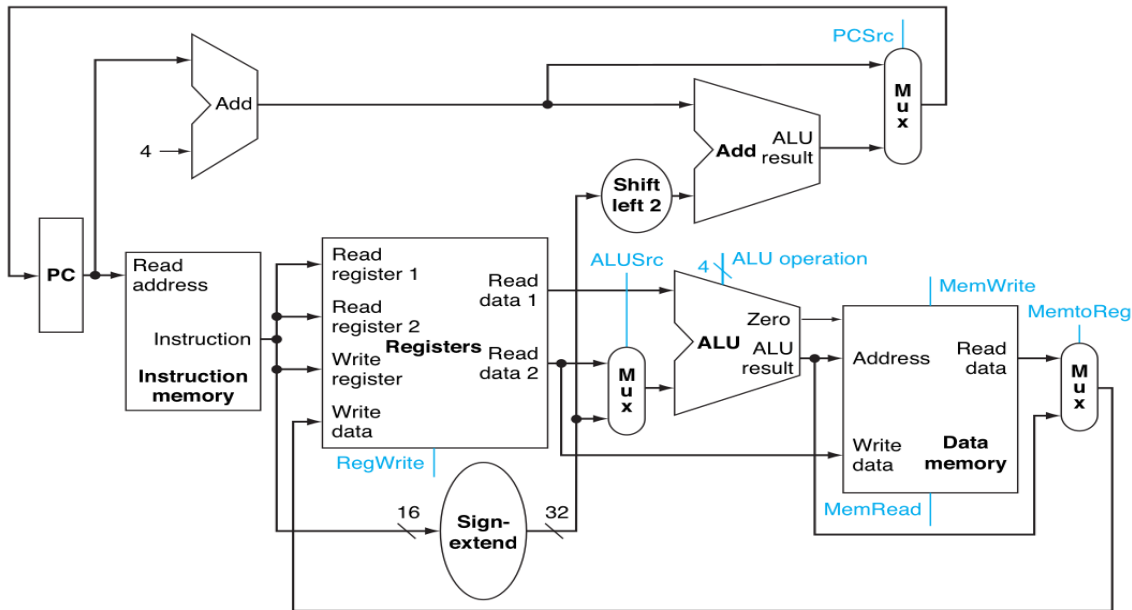 PCSrc
M
u
x
Add
4
Add
ALU
result
Shift
left 2
PC
Read
address
Instruction
Instruction
memory
Read
register 1
Read
register 2
Write
register
Write
data
Registers
Read
data 1
Read
data 2
RegWrite
16
Sign-
extend
32
ALUSrc
M
u
x
4
ALU operation
Zero
ALU
ALU
result
MemWrite
Address
Read
data
Write
data
Data
memory
MemRead
MemtoReg
M
u
x